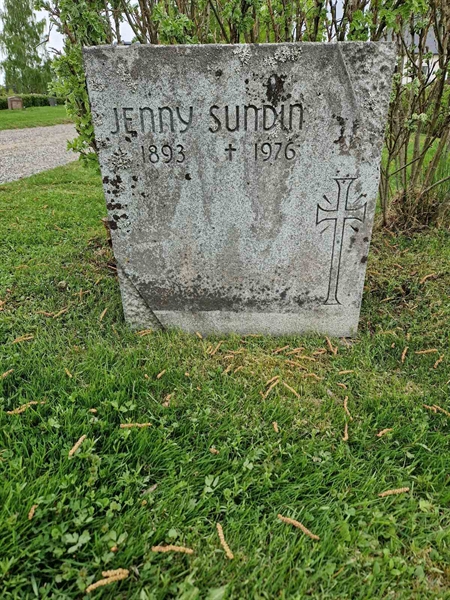 JENNY SUNDIN
* 1893 † 1976